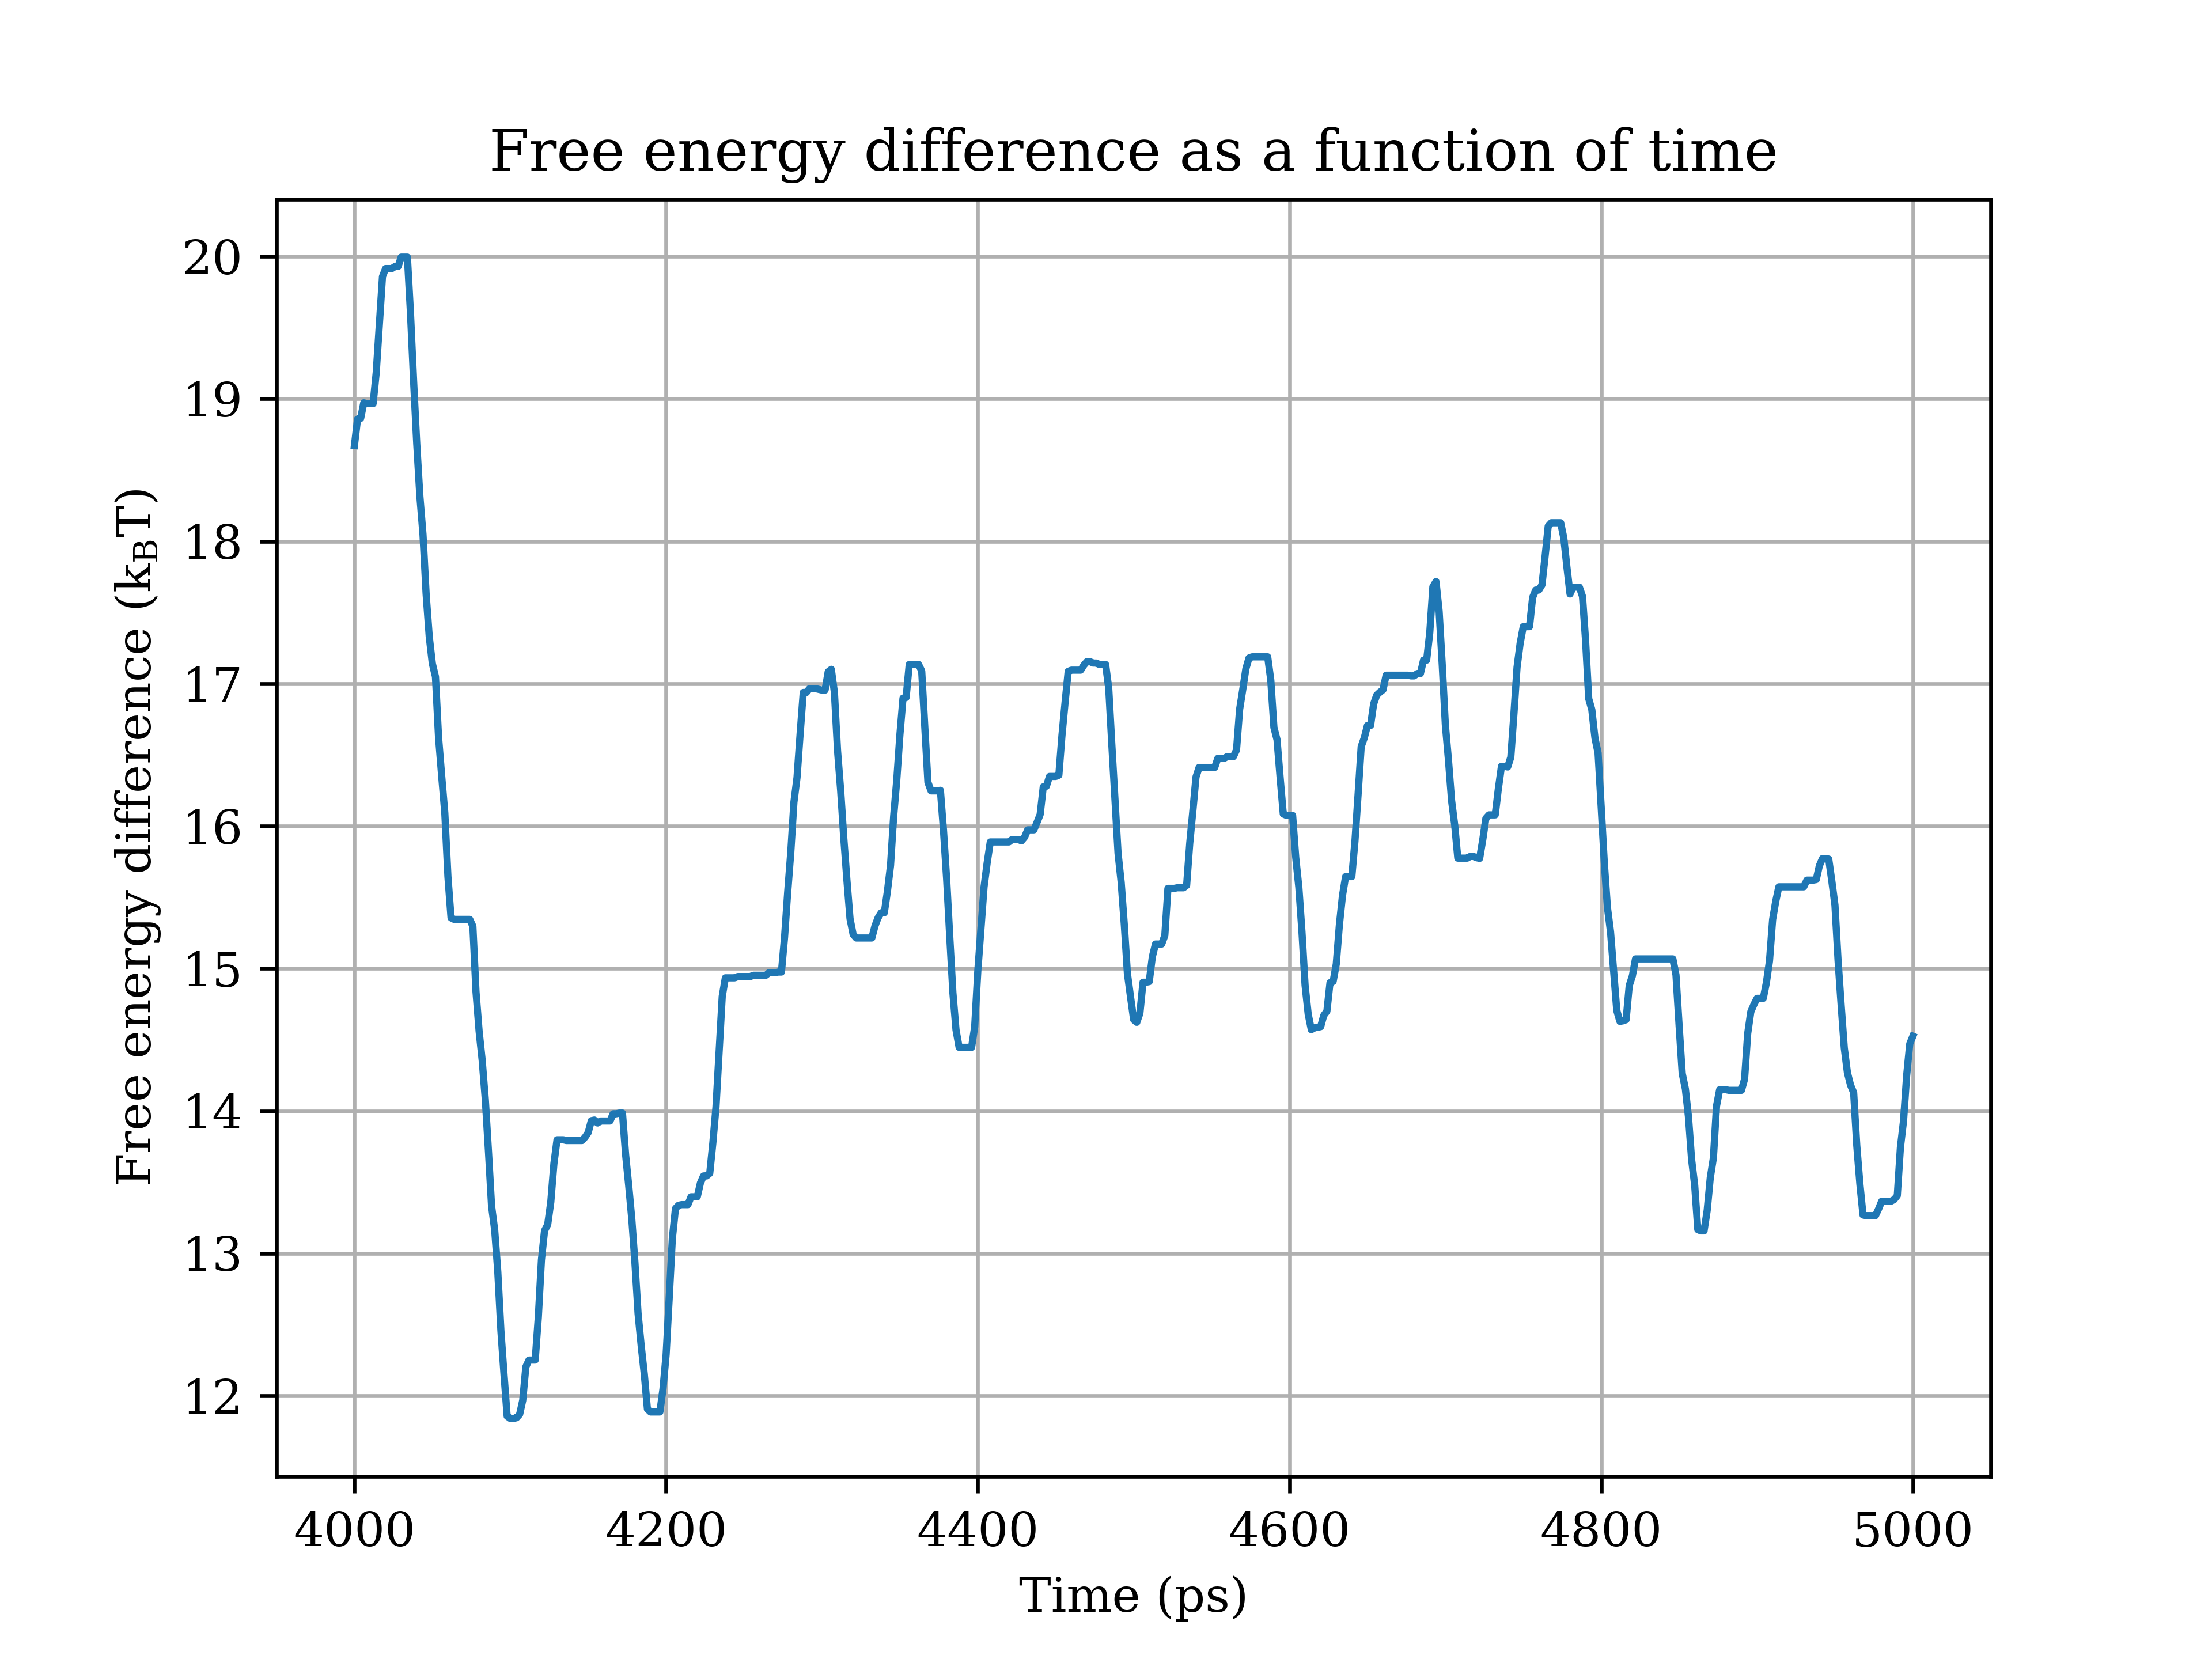 Free energy difference as a function of time
Free energy difference (k_BT)
20
19
18
17
16
15
14
13
12
4000 4200 4400 4600 4800 5000
Time (ps)